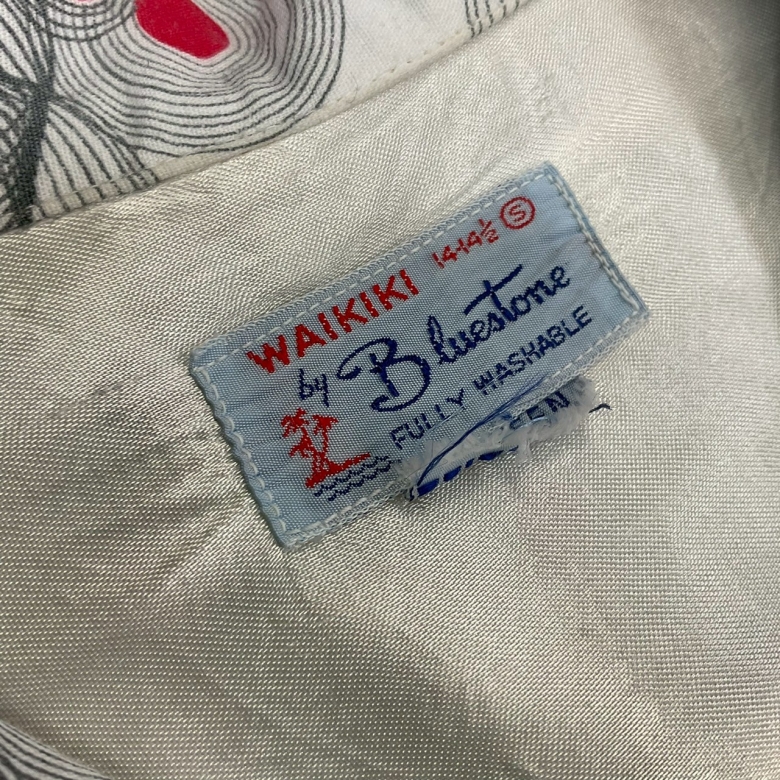 WAIKIKI 14-14½ S
by Bluestone
FULLY WASHABLE